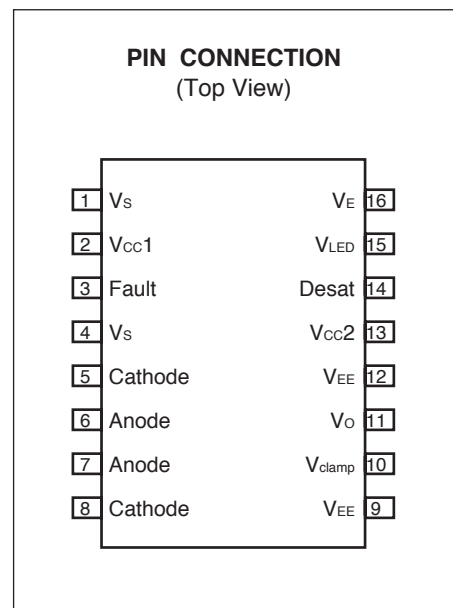 PIN CONNECTION
(Top View)
1 VS VE 16
2 VCC1 VLED 15
3 Fault Desat 14
4 VS VCC2 13
5 Cathode VEE 12
6 Anode VO 11
7 Anode Vclamp 10
8 Cathode VEE 9